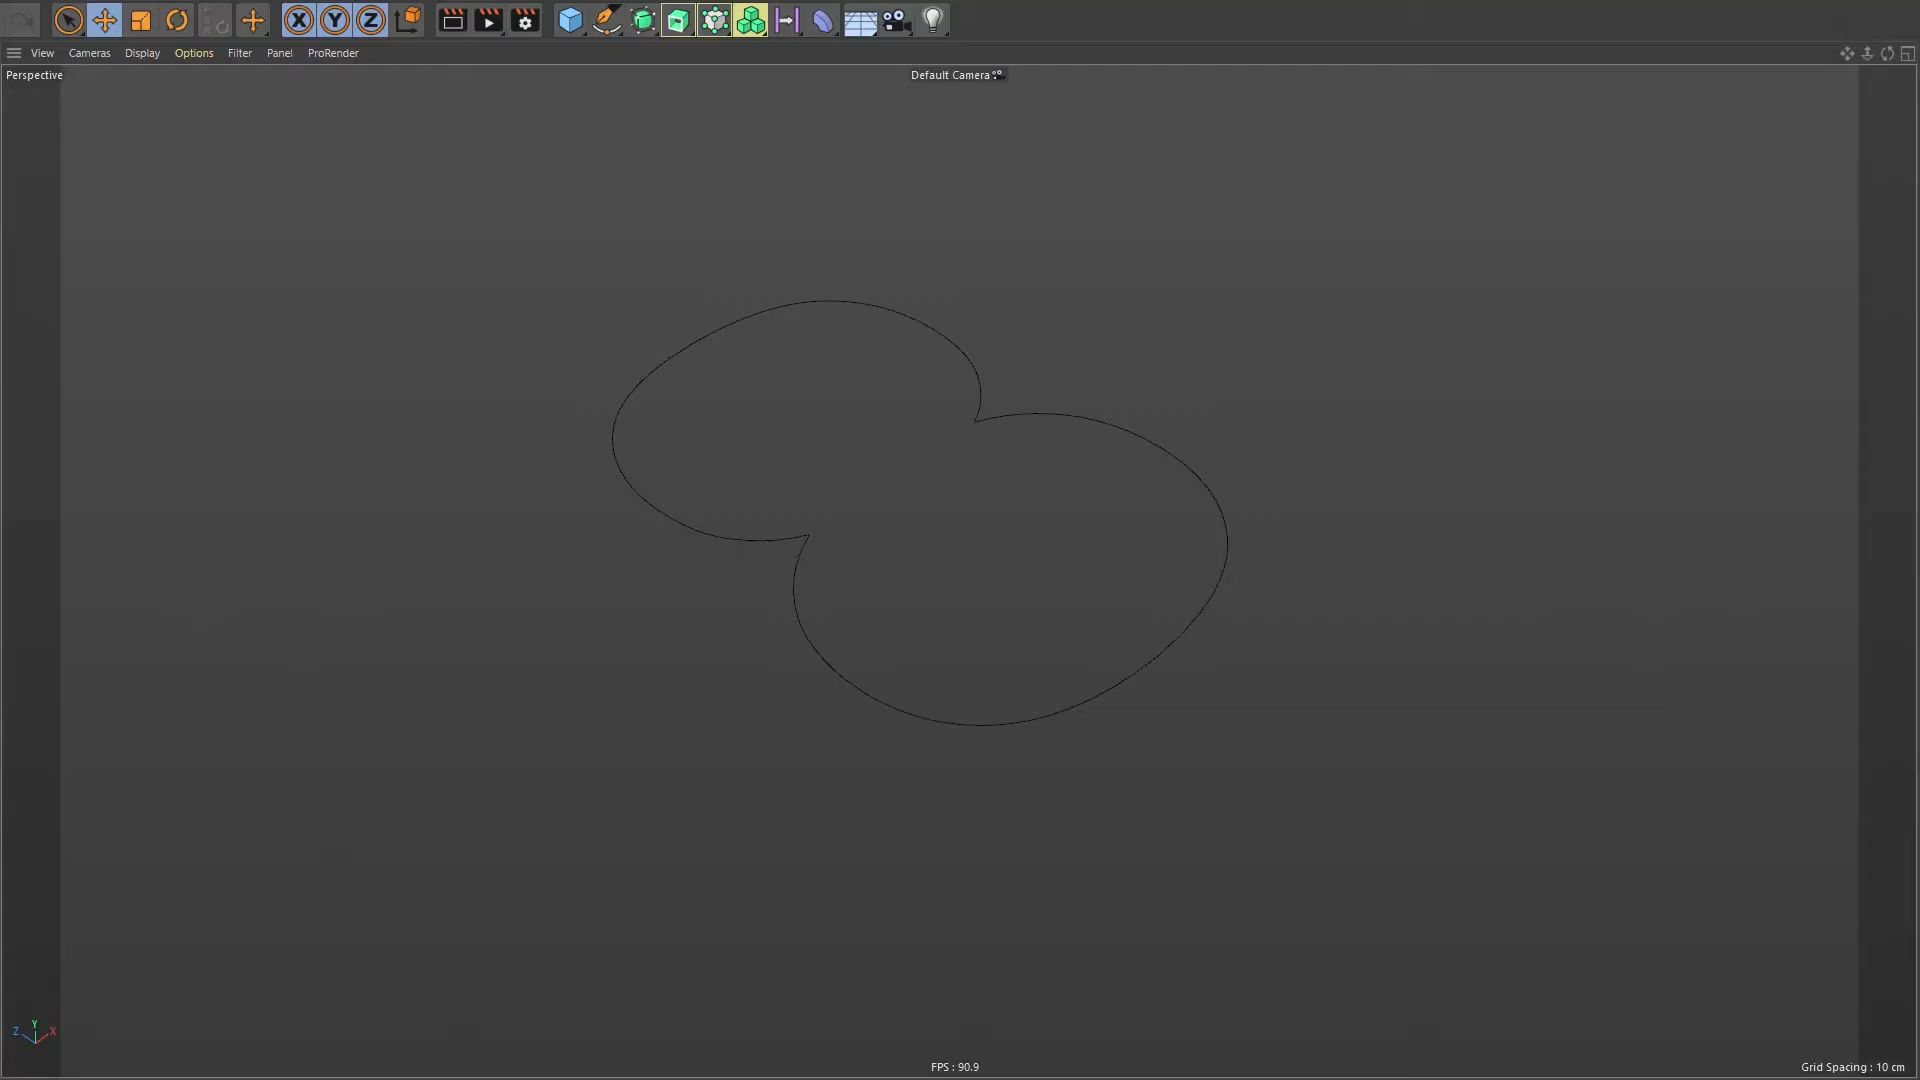 X Y Z
View Cameras Display Options Filter Panel ProRender
Perspective
Default Camera
Y
Z X
FPS : 90.9
Grid Spacing : 10 cm